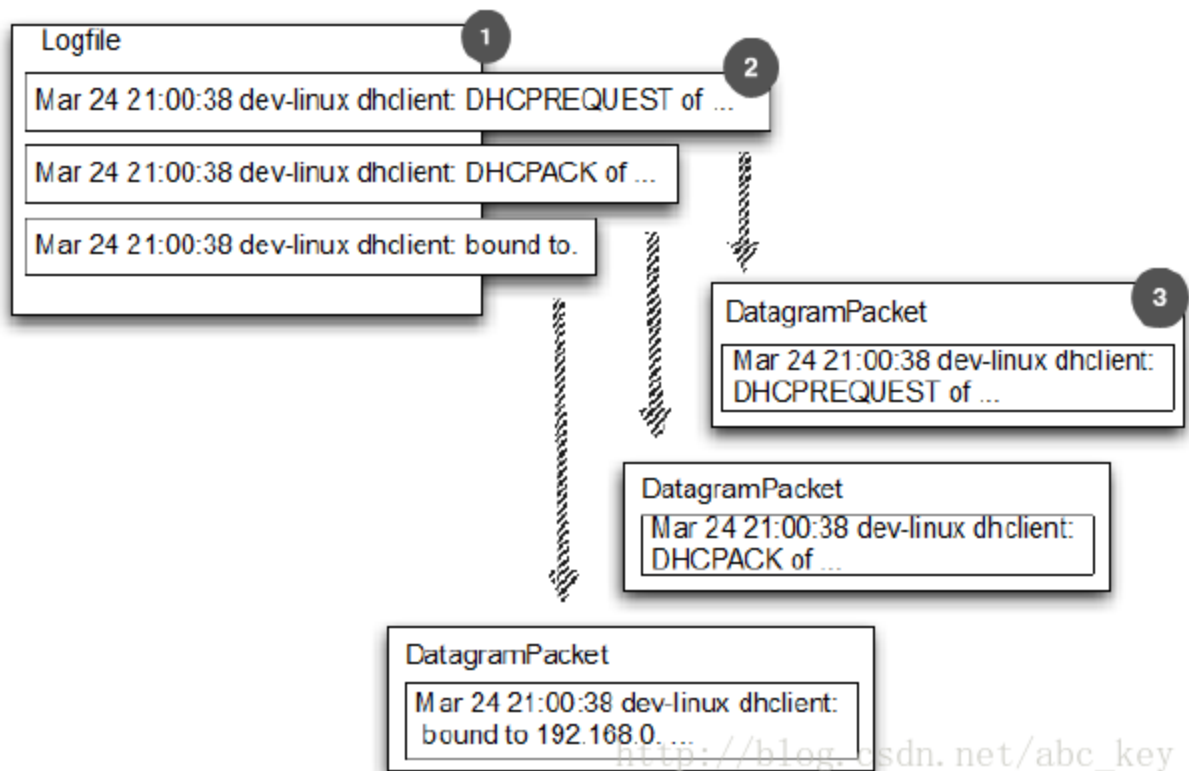 Logfile
1
Mar 24 21:00:38 dev-linux dhclient: DHCPREQUEST of ...
2
Mar 24 21:00:38 dev-linux dhclient: DHCPACK of ...
Mar 24 21:00:38 dev-linux dhclient: bound to.
DatagramPacket
3
Mar 24 21:00:38 dev-linux dhclient:
DHCPREQUEST of ...
DatagramPacket
Mar 24 21:00:38 dev-linux dhclient:
DHCPACK of ...
DatagramPacket
Mar 24 21:00:38 dev-linux dhclient:
bound to 192.168.0. ...
http://blog.csdn.net/abc_key